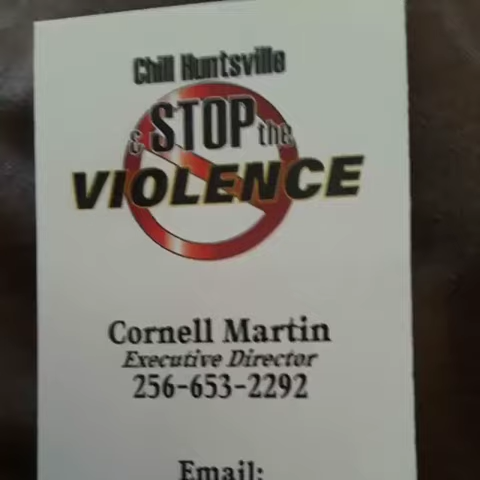 Chill Huntsville
& STOP the
VIOLENCE
Cornell Martin
Executive Director
256-653-2292
Email: